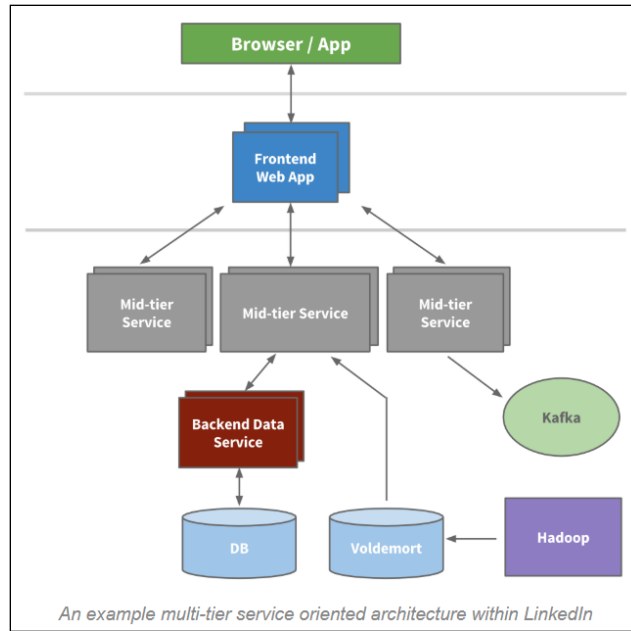 Browser / App
Frontend
Web App
Mid-tier
Service
Mid-tier Service
Mid-tier
Service
Backend Data
Service
Kafka
DB
Voldemort
Hadoop
An example multi-tier service oriented architecture within LinkedIn